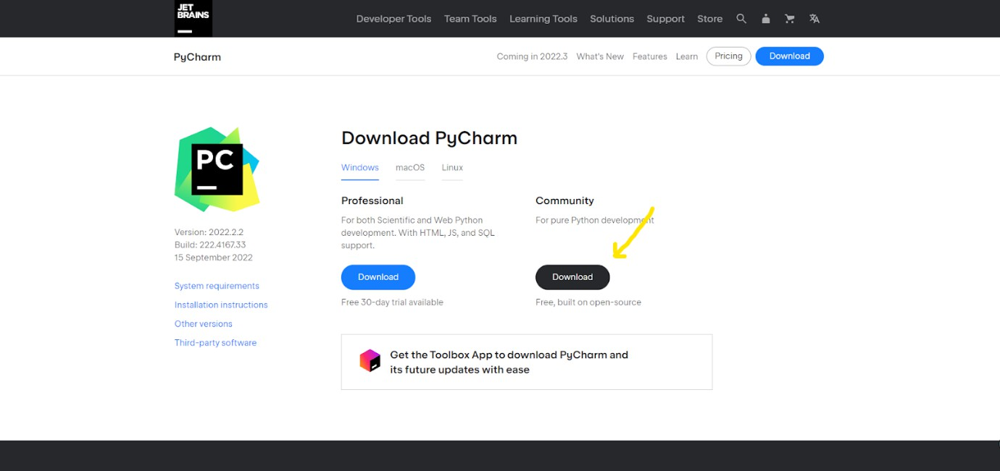 JET
BRAINS
Developer Tools Team Tools Learning Tools Solutions Support Store
PyCharm
Coming in 2022.3 What's New Features Learn Pricing Download
PC
Version: 2022.2.2
Build: 222.4167.33
15 September 2022
System requirements
Installation instructions
Other versions
Third-party software
Download PyCharm
Windows macOS Linux
Professional
For both Scientific and Web Python
development. With HTML, JS, and SQL
support.
Download
Free 30-day trial available
Community
For pure Python development
Download
Free, built on open-source
Get the Toolbox App to download PyCharm and
its future updates with ease